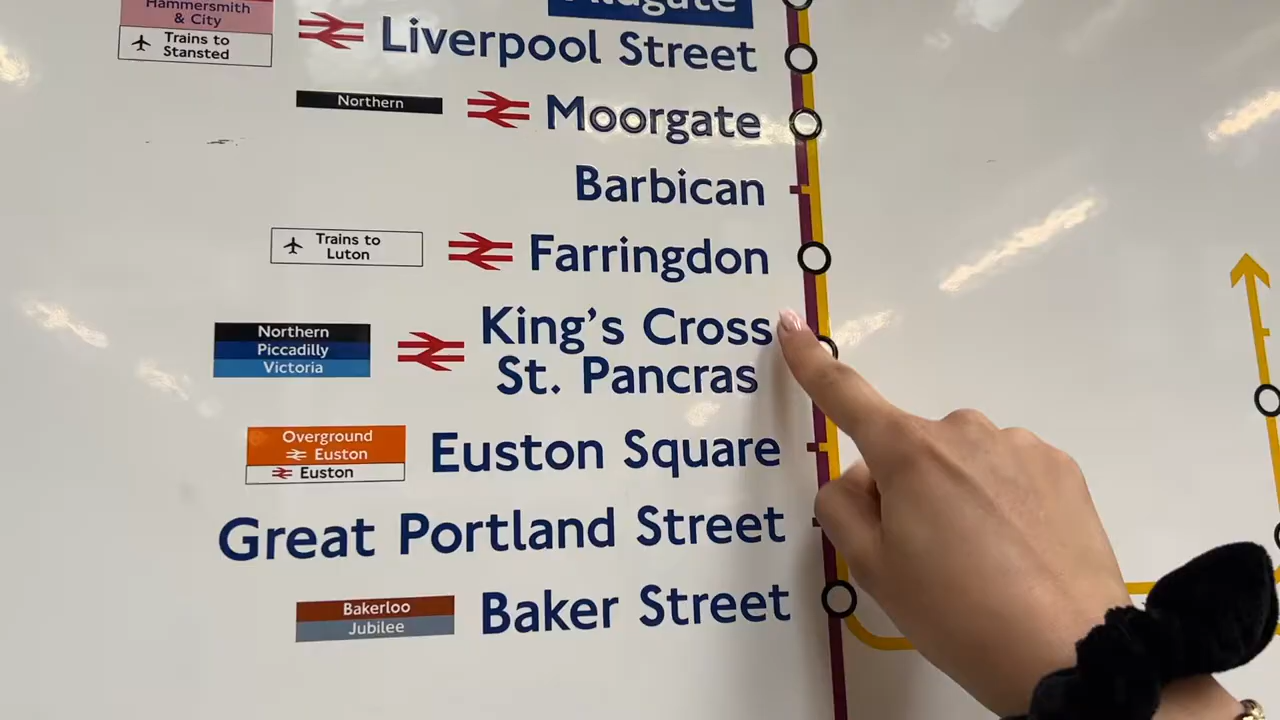 Aldgate
Hammersmith
& City
Trains to
Stansted
Liverpool Street
Northern
Moorgate
Barbican
Trains to
Luton
Farringdon
Northern
Piccadilly
Victoria
King's Cross
St. Pancras
Overground
Euston
Euston
Euston Square
Great Portland Street
Bakerloo
Jubilee
Baker Street